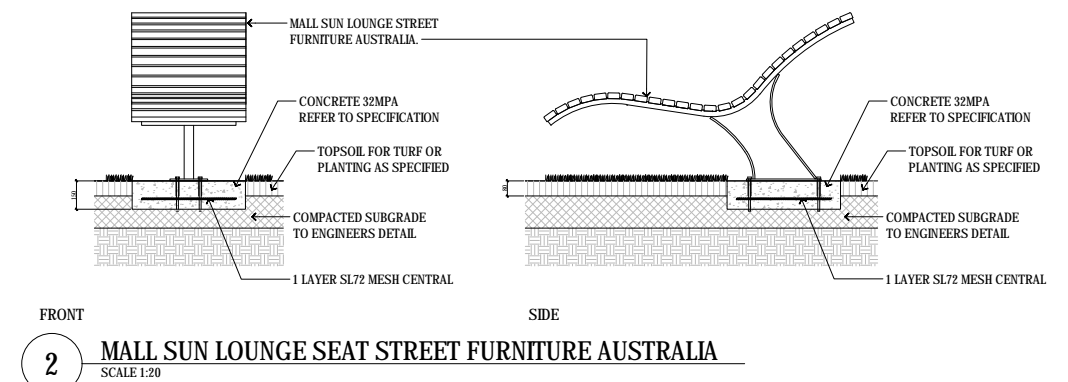 MALL SUN LOUNGE STREET
FURNITURE AUSTRALIA.
CONCRETE 32MPA
REFER TO SPECIFICATION
TOPSOIL FOR TURF OR
PLANTING AS SPECIFIED
150
COMPACTED SUBGRADE
TO ENGINEERS DETAIL
1 LAYER SL72 MESH CENTRAL
FRONT
CONCRETE 32MPA
REFER TO SPECIFICATION
TOPSOIL FOR TURF OR
PLANTING AS SPECIFIED
80
COMPACTED SUBGRADE
TO ENGINEERS DETAIL
1 LAYER SL72 MESH CENTRAL
SIDE
2
MALL SUN LOUNGE SEAT STREET FURNITURE AUSTRALIA
SCALE 1:20